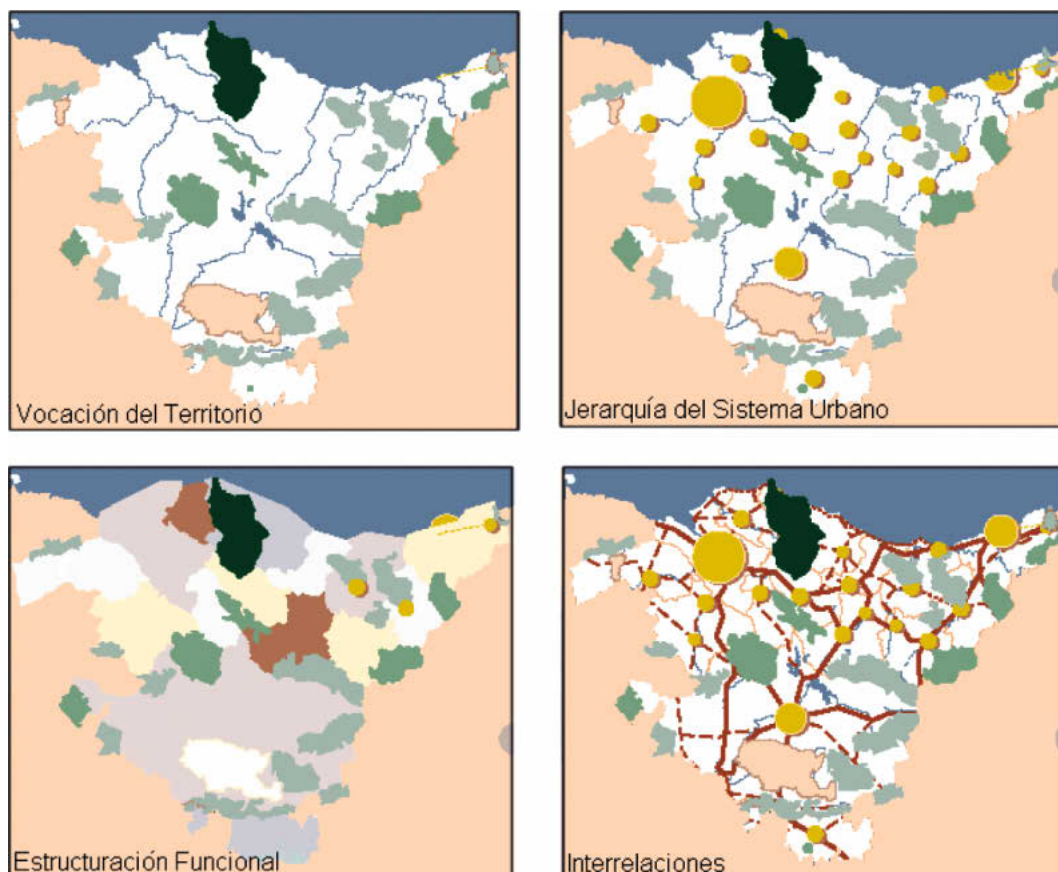 Vocación del Territorio
Jerarquía del Sistema Urbano
Estructuración Funcional
Interrelaciones